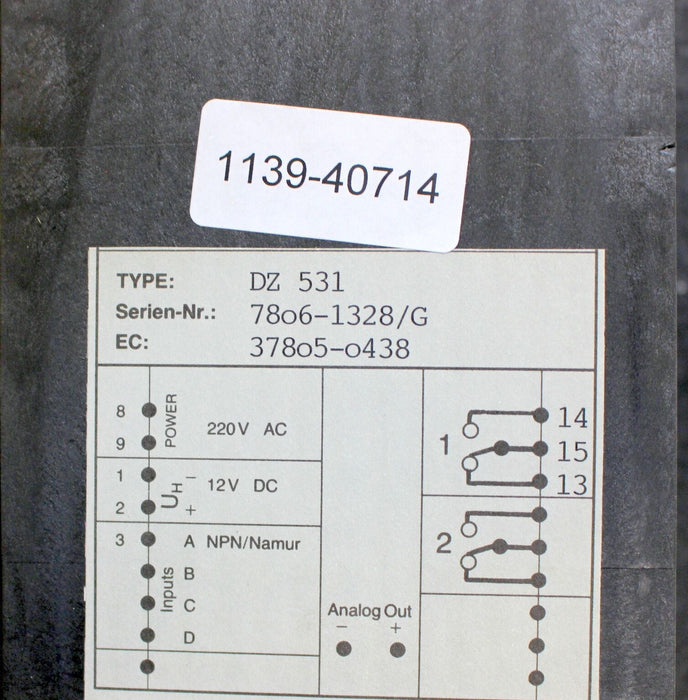 1139-40714
TYPE: DZ 531
Serien-Nr.: 78o6-1328/G
EC: 378o5-o438
8
9
POWER
220V AC
1
2
UH
−
+
12V DC
3
Inputs
A NPN/Namur
B
C
D
Analog Out
− +
1
14
15
13
2